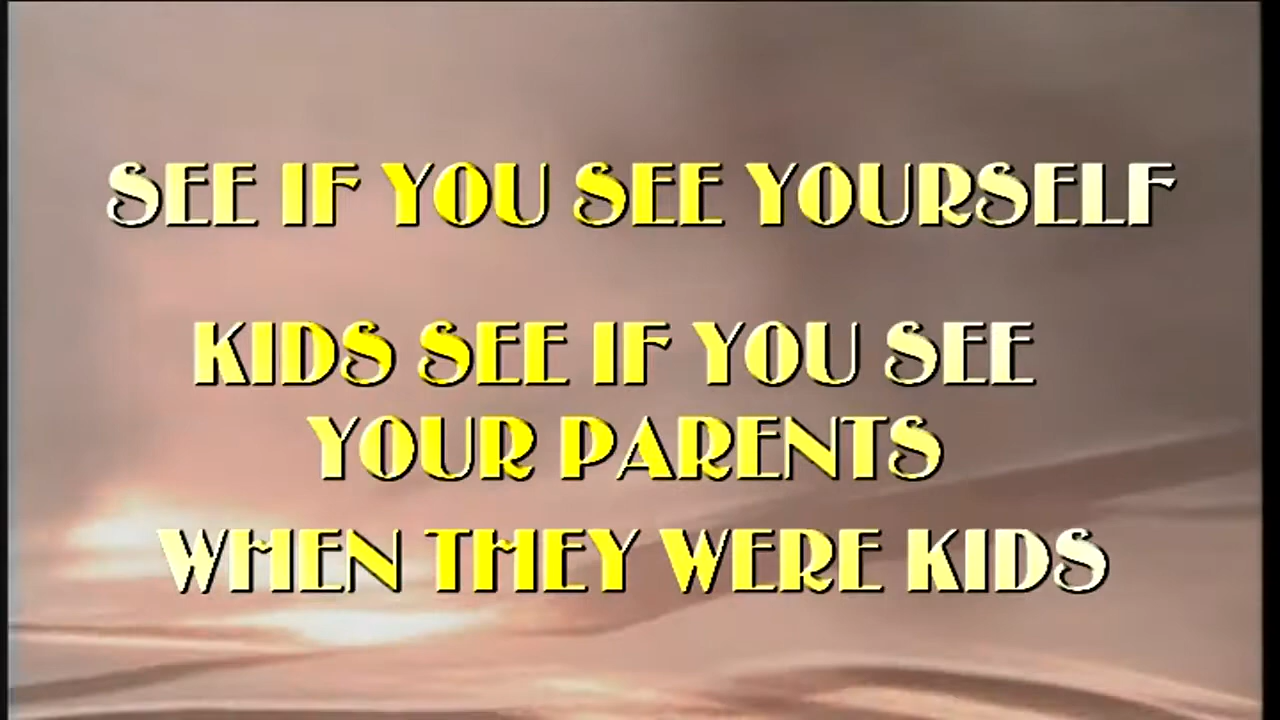 SEE IF YOU SEE YOURSELF
KIDS SEE IF YOU SEE
YOUR PARENTS
WHEN THEY WERE KIDS